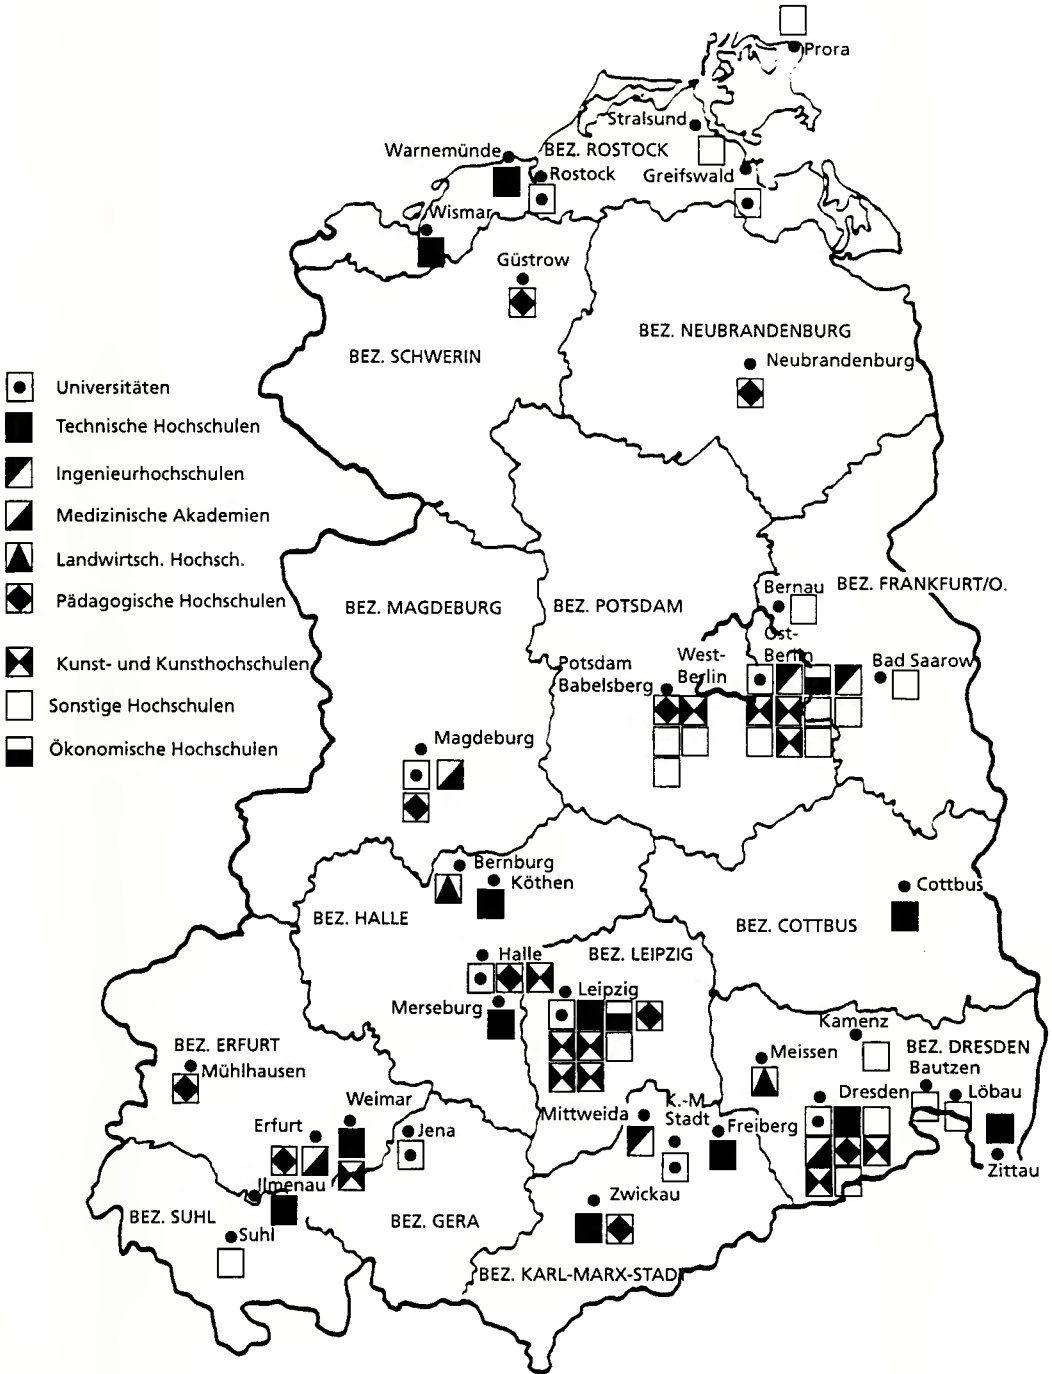 Prora
Stralsund
Warnemünde
BEZ. ROSTOCK
Rostock
Greifswald
Wismar
Güstrow
BEZ. NEUBRANDENBURG
BEZ. SCHWERIN
Neubrandenburg
Universitäten
Technische Hochschulen
Ingenieurhochschulen
Medizinische Akademien
Landwirtsch. Hochsch.
Pädagogische Hochschulen
Kunst- und Kunsthochschulen
Sonstige Hochschulen
Ökonomische Hochschulen
Bernau
BEZ. FRANKFURT/O.
BEZ. MAGDEBURG
BEZ. POTSDAM
Ost-
Berlin
West-
Berlin
Potsdam
Babelsberg
Bad Saarow
Magdeburg
Bernburg
Köthen
Cottbus
BEZ. HALLE
BEZ. COTTBUS
Halle
BEZ. LEIPZIG
Leipzig
Merseburg
Kamenz
BEZ. ERFURT
Mühlhausen
Meissen
BEZ. DRESDEN
Bautzen
Dresden
Löbau
Weimar
K.-M.
Stadt
Mittweida
Freiberg
Erfurt
Jena
Zittau
Ilmenau
Zwickau
BEZ. SUHL
BEZ. GERA
Suhl
BEZ. KARL-MARX-STADT